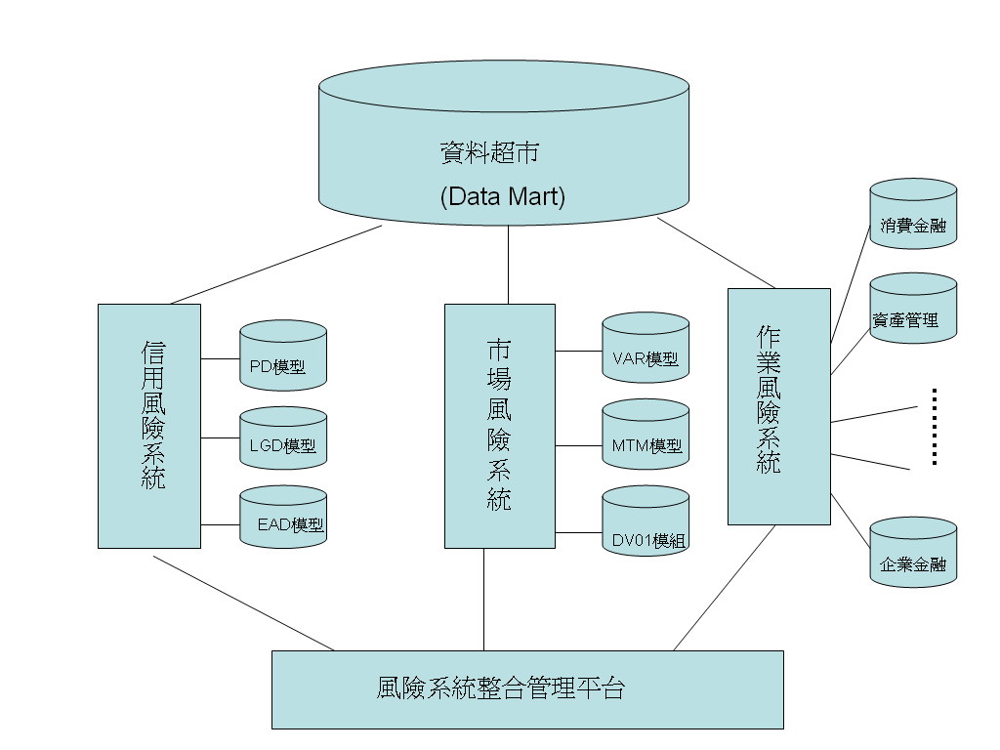 資料超市
(Data Mart)
信用風險系統
PD模型
LGD模型
EAD模型
市場風險系統
VAR模型
MTM模型
DV01模組
作業風險系統
消費金融
資產管理
企業金融
風險系統整合管理平台